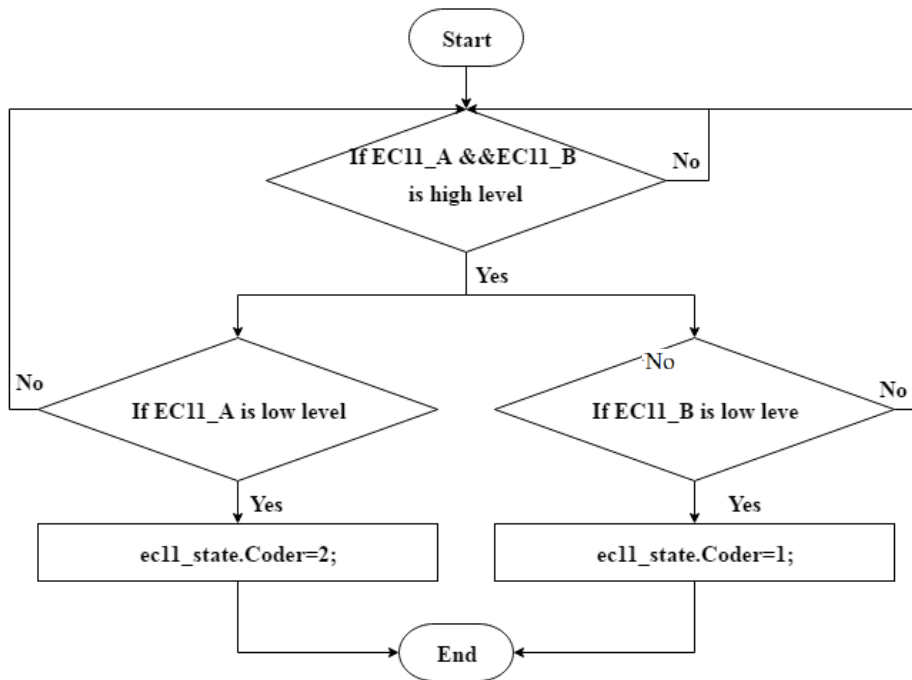 Start
If EC11_A &&EC11_B
is high level
No
Yes
No
No
If EC11_A is low level
If EC11_B is low leve
No
Yes
Yes
ec11_state.Coder=2;
ec11_state.Coder=1;
End